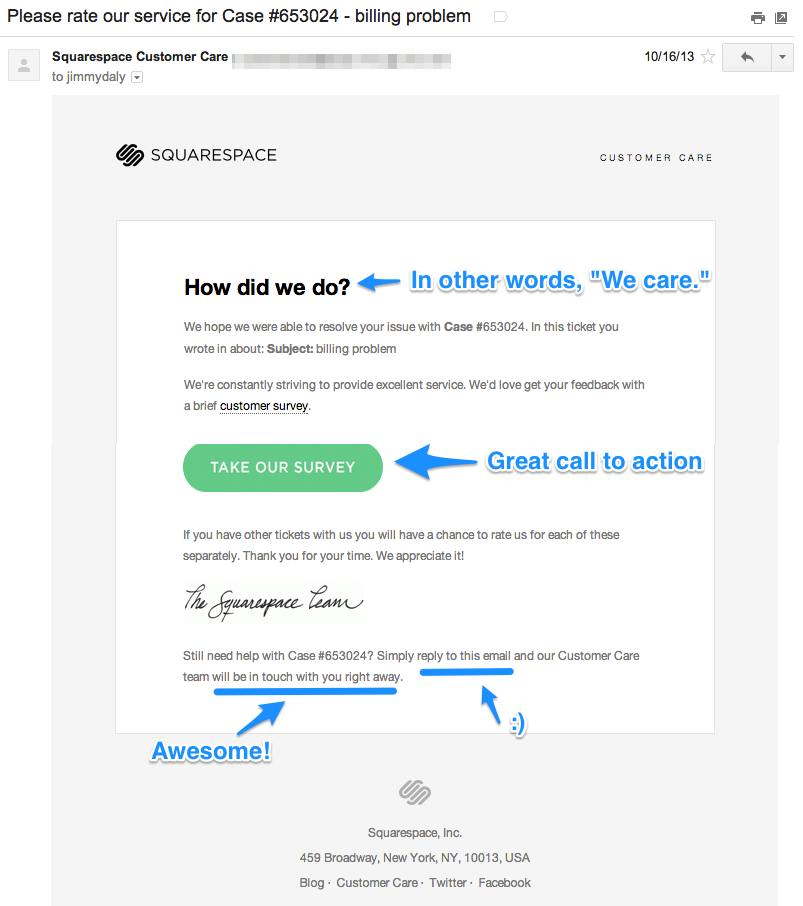 Please rate our service for Case #653024 - billing problem
Squarespace Customer Care
10/16/13
to jimmydaly
SQUARESPACE
CUSTOMER CARE
How did we do?
In other words, "We care."
We hope we were able to resolve your issue with Case #653024. In this ticket you
wrote in about: Subject: billing problem
We're constantly striving to provide excellent service. We'd love get your feedback with
a brief customer survey.
TAKE OUR SURVEY
Great call to action
If you have other tickets with us you will have a chance to rate us for each of these
separately. Thank you for your time. We appreciate it!
The Squarespace Team
Still need help with Case #653024? Simply reply to this email and our Customer Care
team will be in touch with you right away.
:)
Awesome!
Squarespace, Inc.
459 Broadway, New York, NY, 10013, USA
Blog · Customer Care · Twitter · Facebook